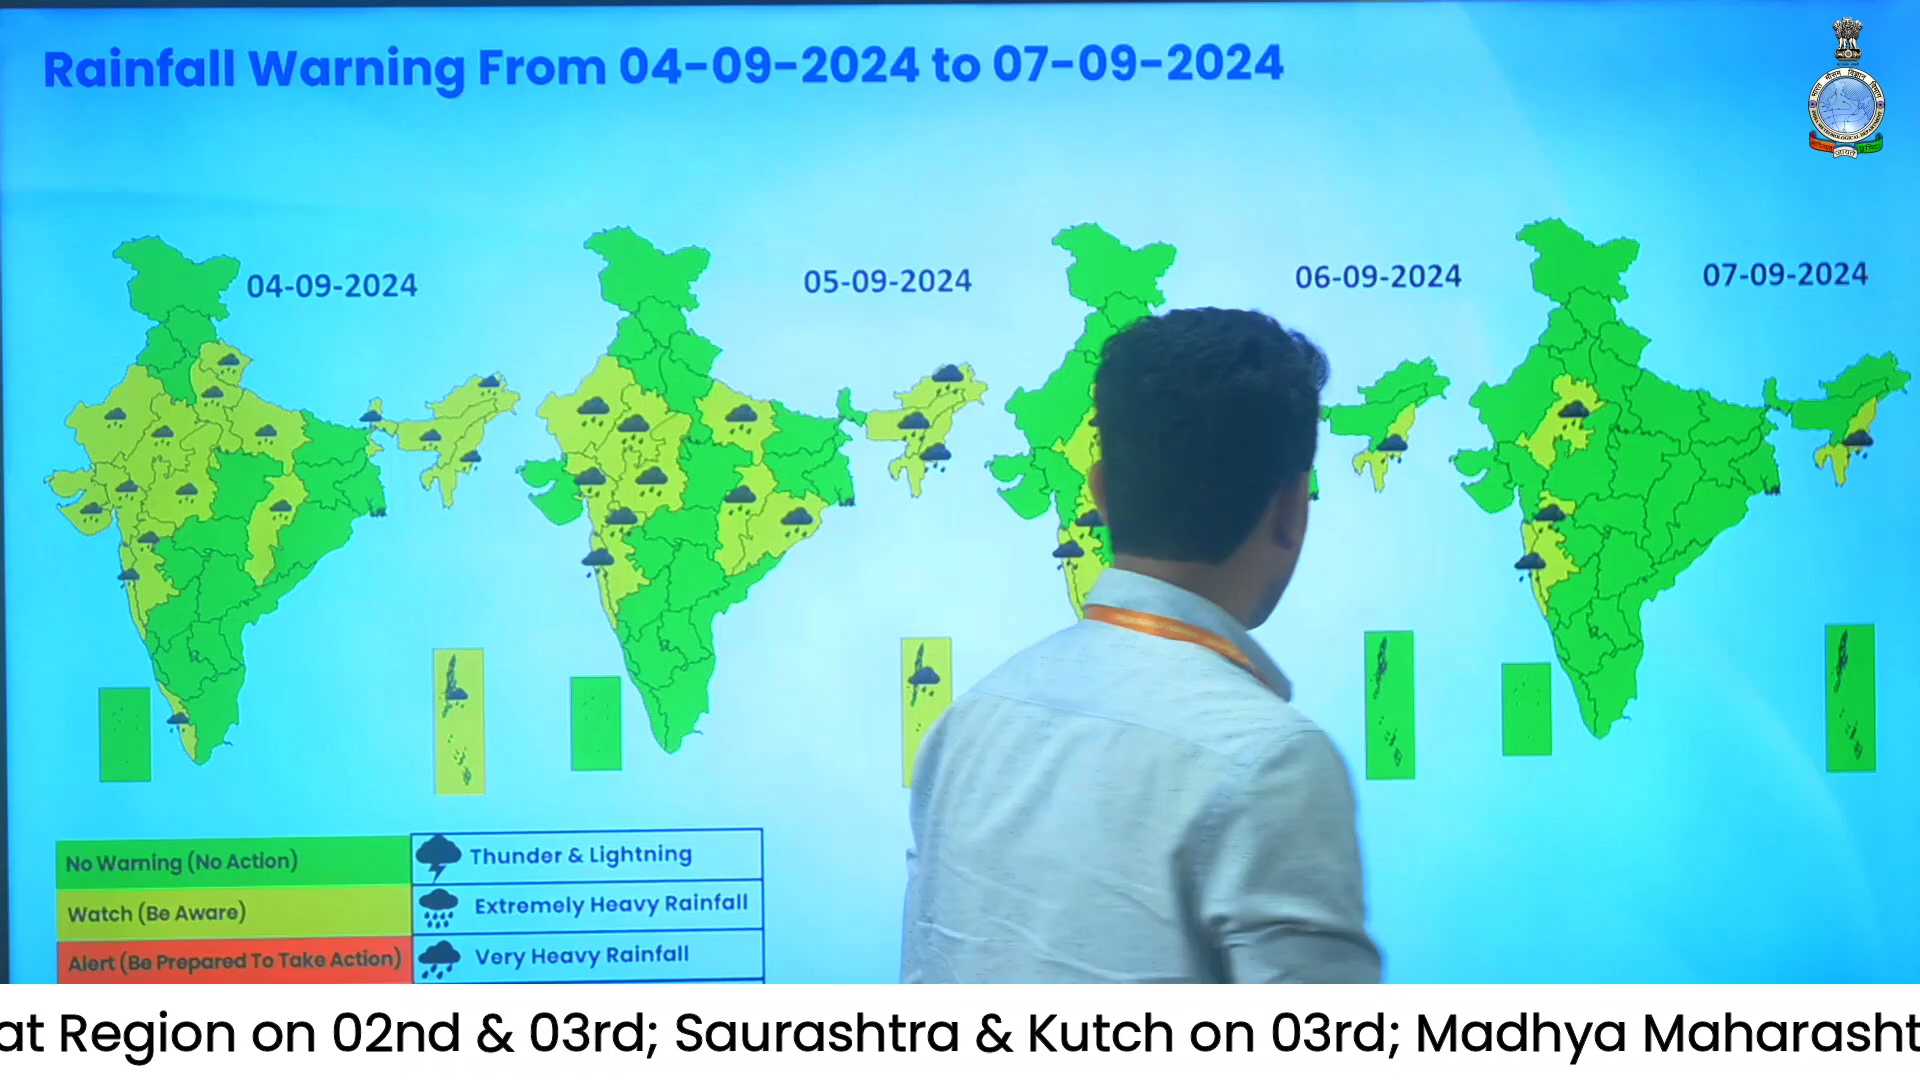 Rainfall Warning From 04-09-2024 to 07-09-2024
04-09-2024
05-09-2024
06-09-2024
07-09-2024
No Warning (No Action)
Watch (Be Aware)
Alert (Be Prepared To Take Action)
Thunder & Lightning
Extremely Heavy Rainfall
Very Heavy Rainfall
at Region on 02nd & 03rd; Saurashtra & Kutch on 03rd; Madhya Maharasht